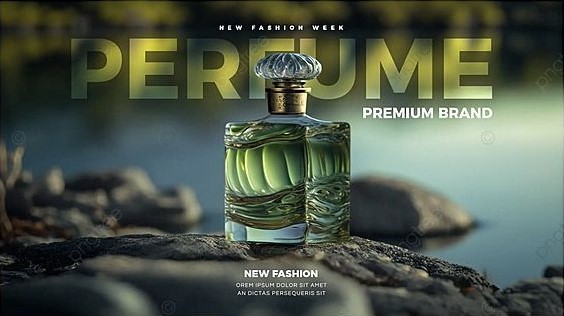 NEW FASHION WEEK
PERFUME
PREMIUM BRAND
NEW FASHION
OREM IPSUM DOLOR SIT AMET
AN DICTAS PERSEQUERIS SIT